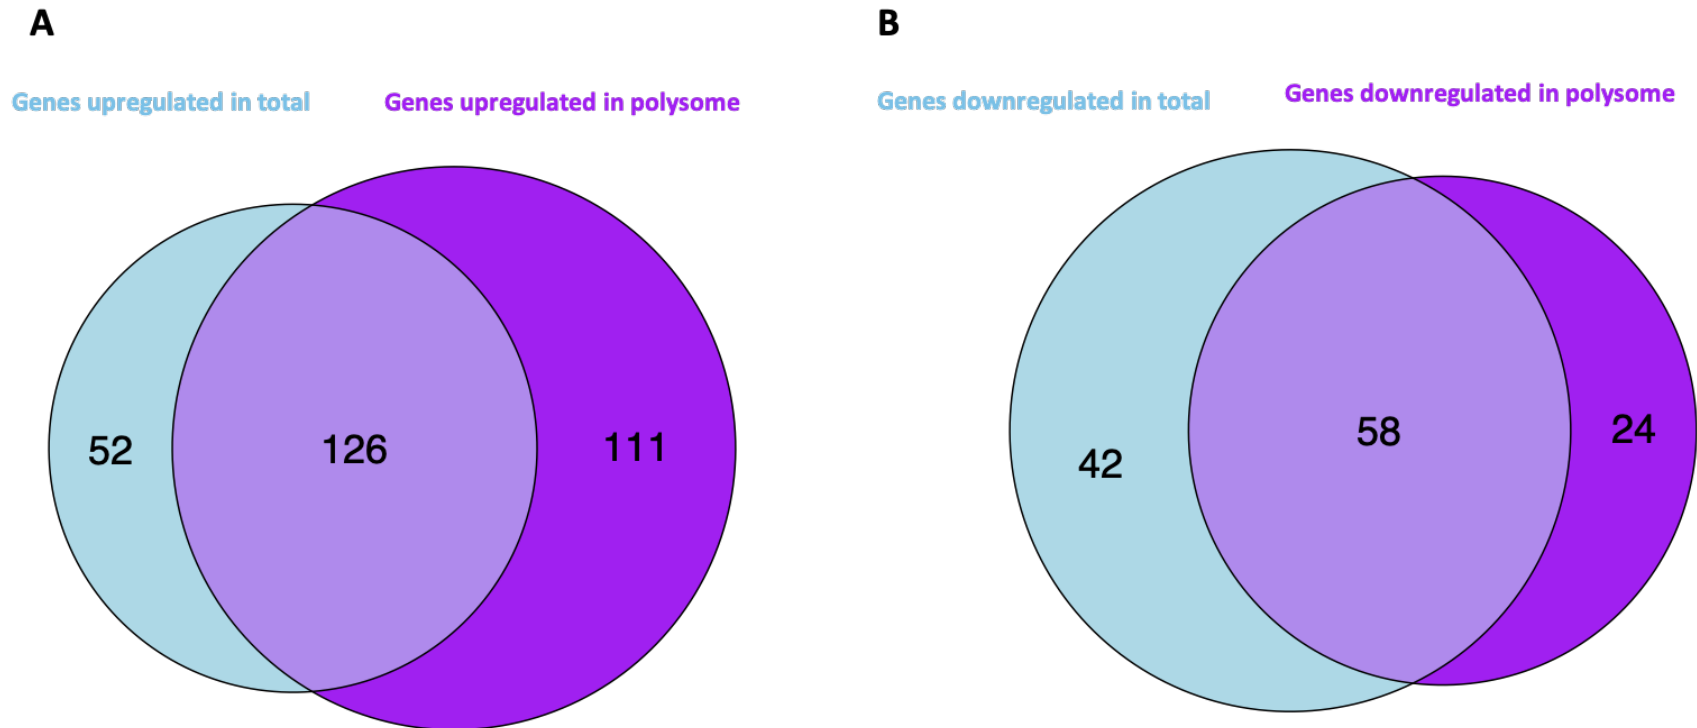 A
Genes upregulated in total
Genes upregulated in polysome
52
126
111
B
Genes downregulated in total
Genes downregulated in polysome
42
58
24